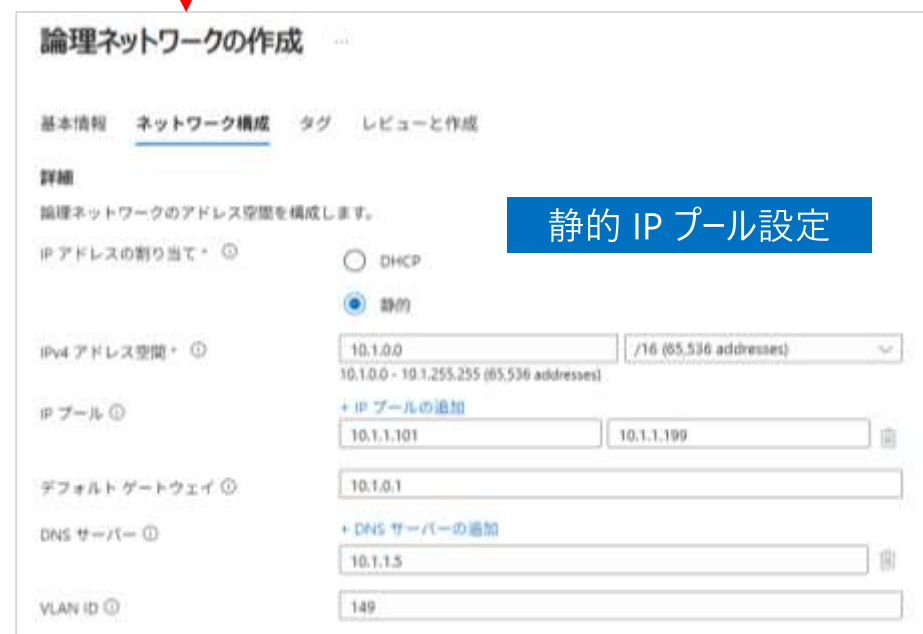 論理ネットワークの作成 ...
基本情報 ネットワーク構成 タグ レビューと作成
詳細
論理ネットワークのアドレス空間を構成します。
静的 IP プール設定
IP アドレスの割り当て *
DHCP
静的
IPv4 アドレス空間 *
10.1.0.0 /16 (65,536 addresses)
10.1.0.0 - 10.1.255.255 (65,536 addresses)
IP プール
+ IP プールの追加
10.1.1.101 10.1.1.199
デフォルト ゲートウェイ
10.1.0.1
DNS サーバー
+ DNS サーバーの追加
10.1.1.5
VLAN ID
149